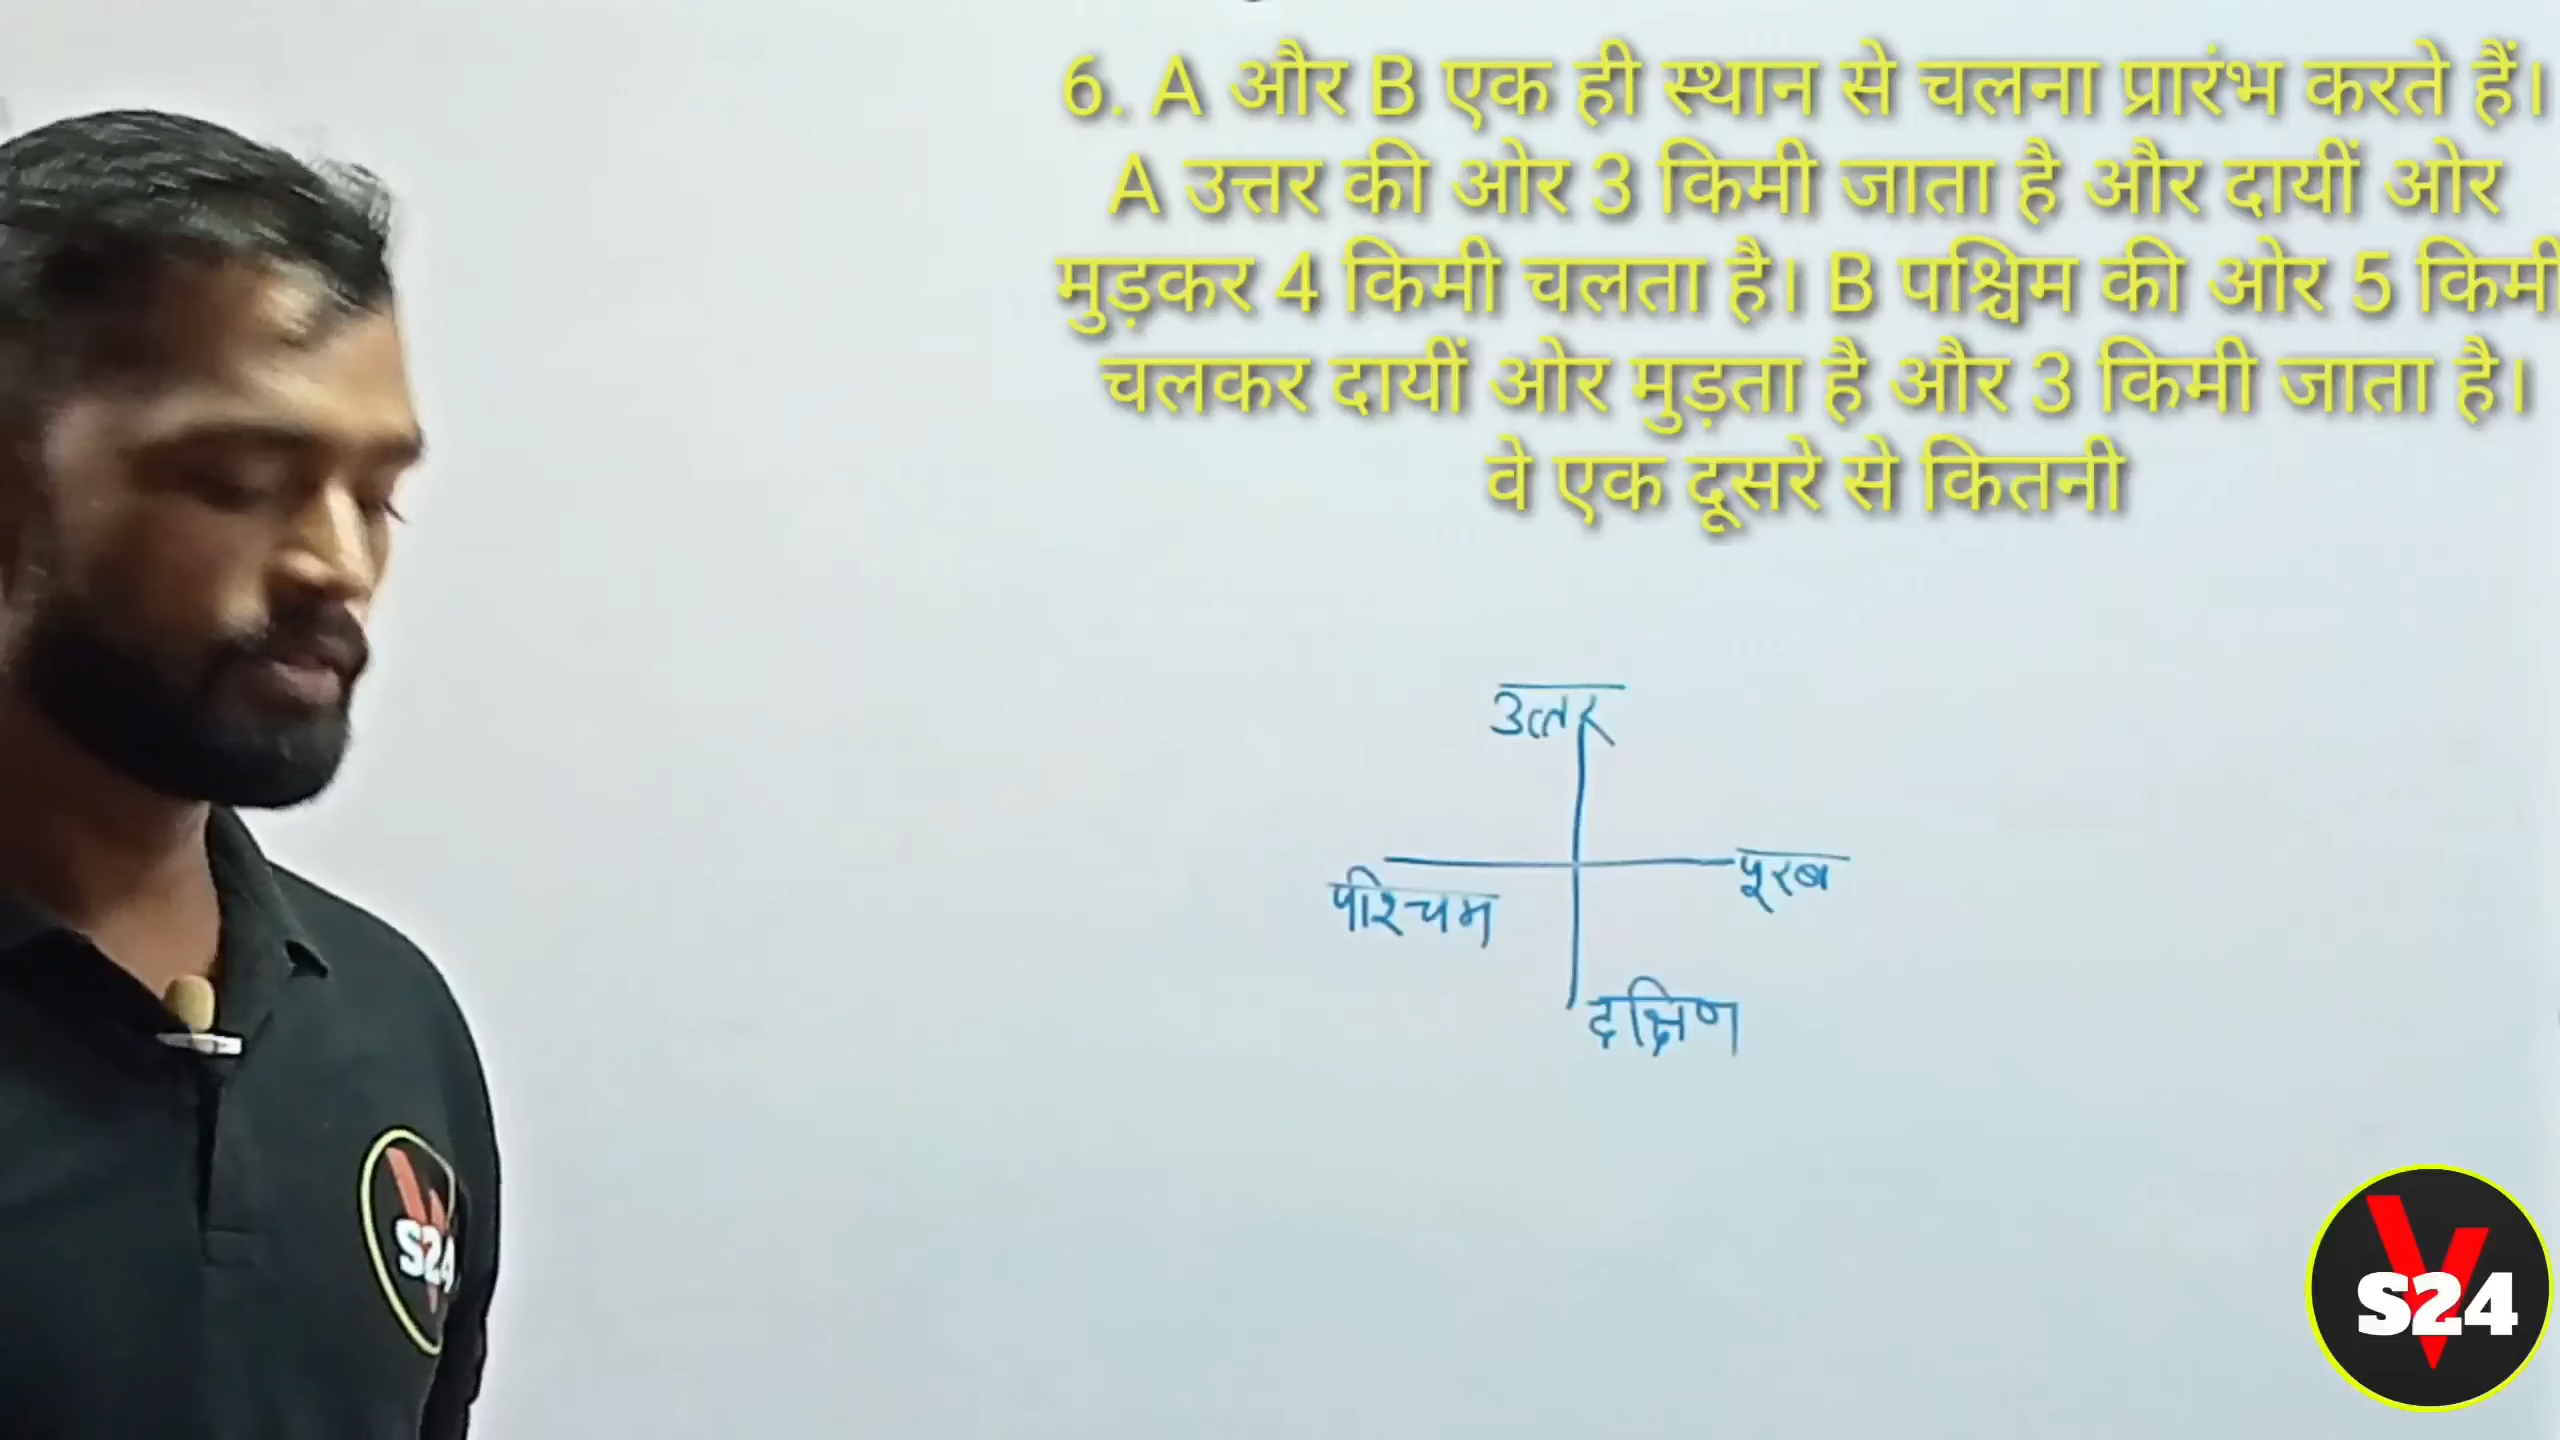 6. A और B एक ही स्थान से चलना प्रारंभ करते हैं।
A उत्तर की ओर 3 किमी जाता है और दायीं ओर
मुड़कर 4 किमी चलता है। B पश्चिम की ओर 5 किमी
चलकर दायीं ओर मुड़ता है और 3 किमी जाता है।
वे एक दूसरे से कितनी
उत्तर
पूरब
पश्चिम
दक्षिण
S24
VS24